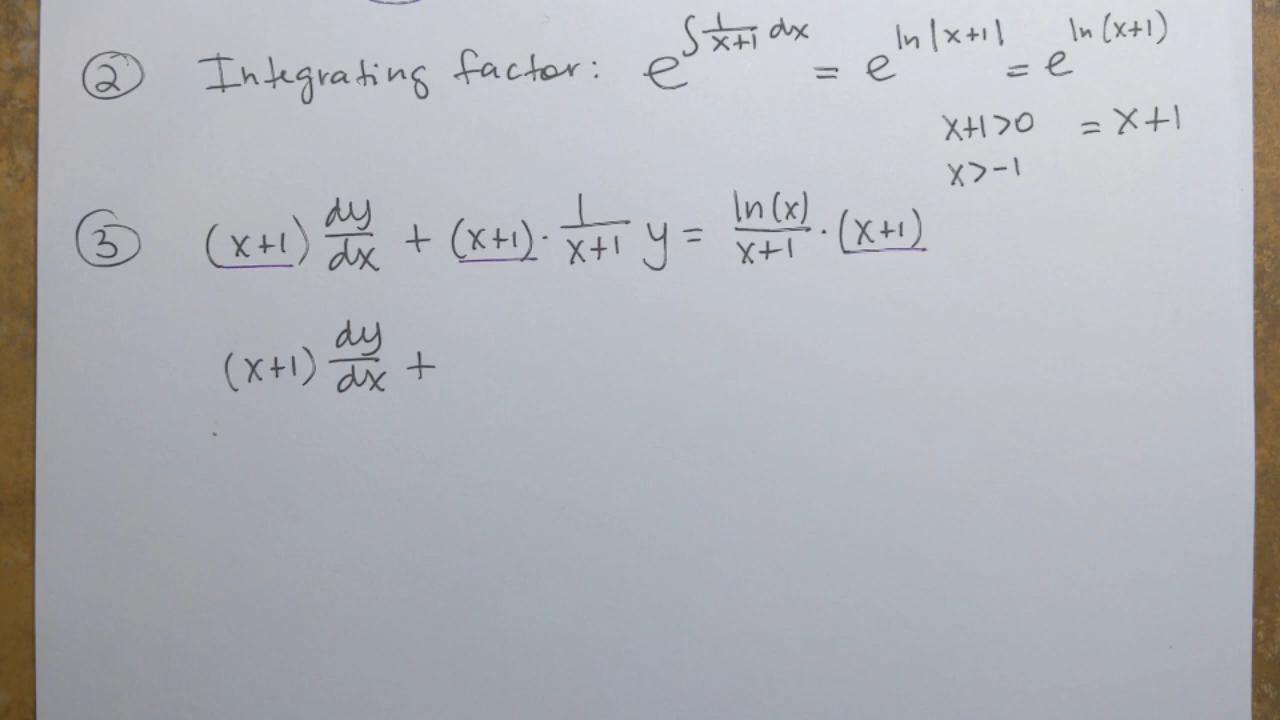 ② Integrating factor: e^{∫ 1/(x+1) dx} = e^{ln|x+1|} = e^{ln(x+1)}
x+1>0 = x+1
x>-1
③ (x+1) dy/dx + (x+1) · 1/(x+1) y = ln(x)/(x+1) · (x+1)
(x+1) dy/dx +